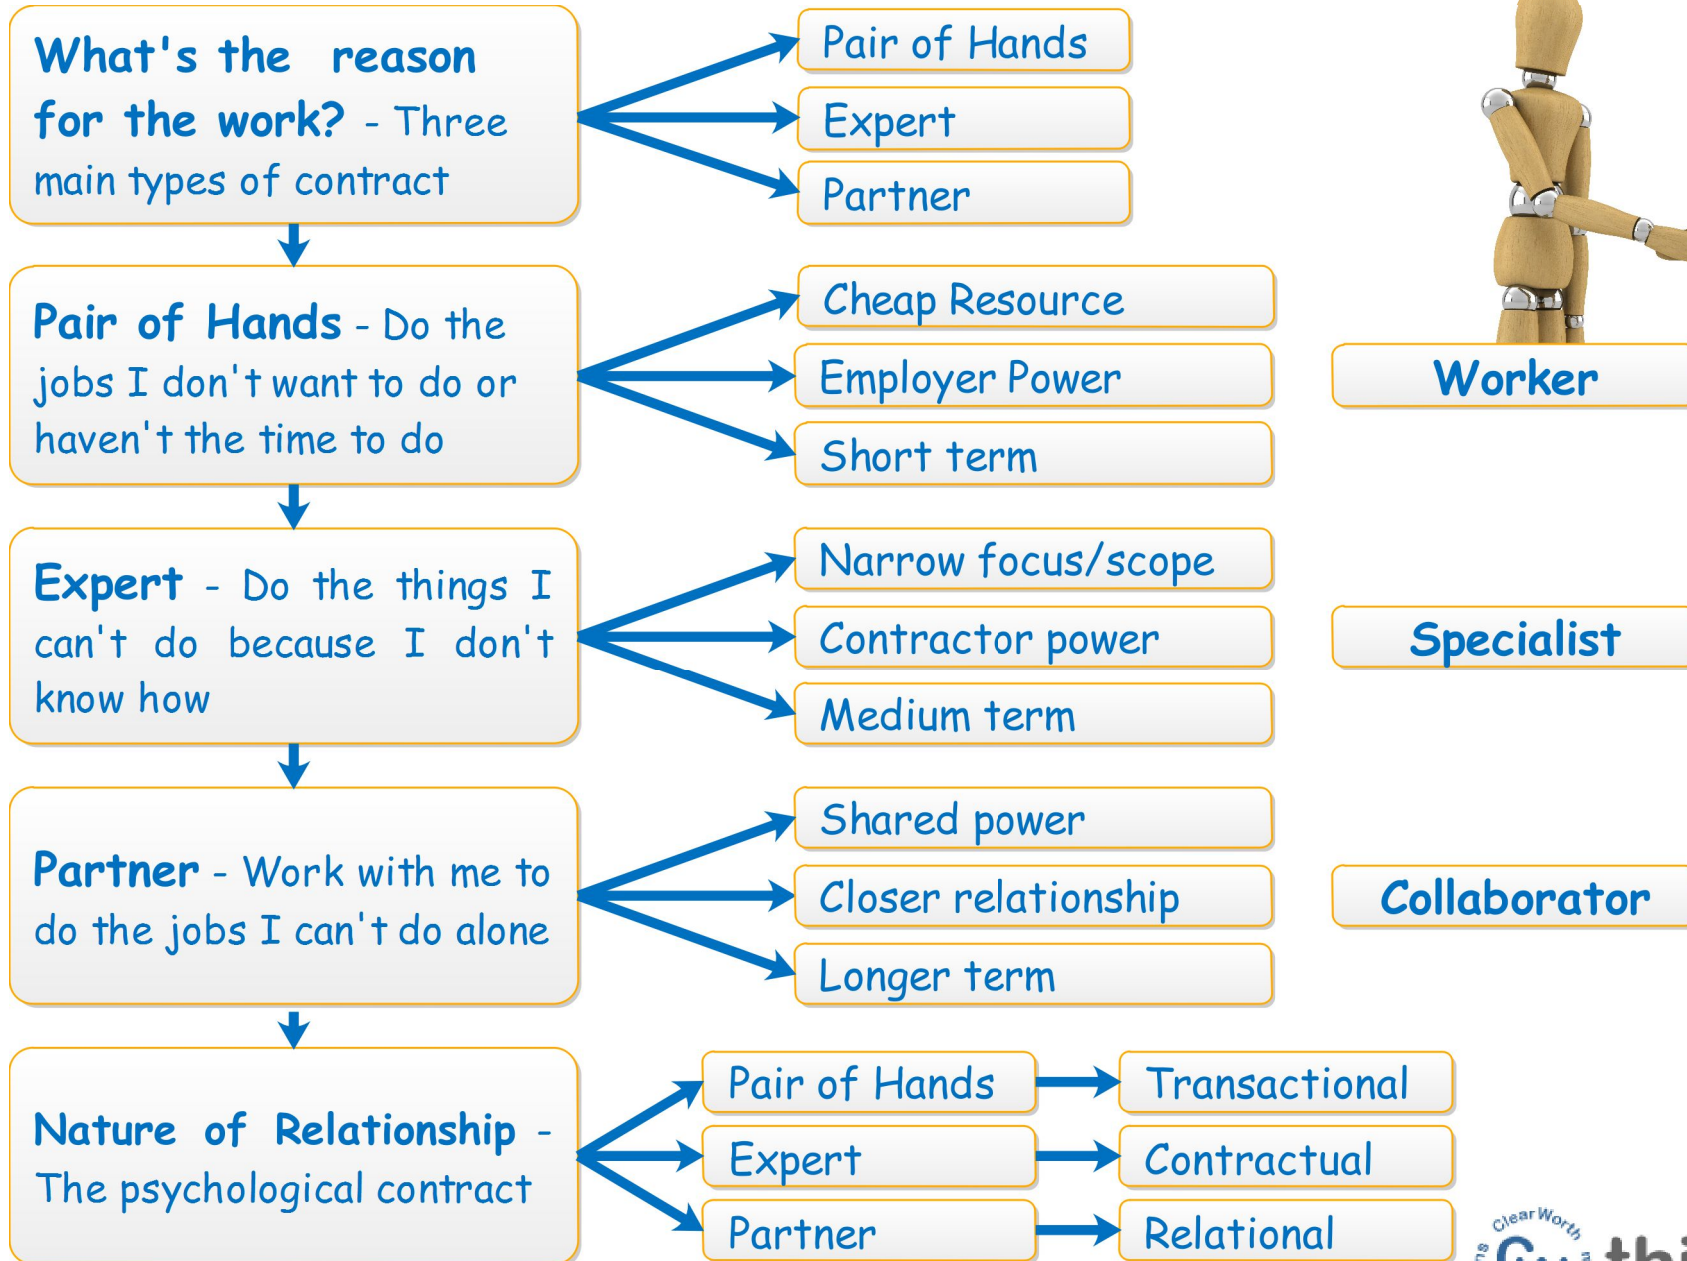 What's the reason
for the work? - Three
main types of contract
Pair of Hands
Expert
Partner
Pair of Hands - Do the
jobs I don't want to do or
haven't the time to do
Cheap Resource
Employer Power
Short term
Worker
Expert - Do the things I
can't do because I don't
know how
Narrow focus/scope
Contractor power
Medium term
Specialist
Partner - Work with me to
do the jobs I can't do alone
Shared power
Closer relationship
Longer term
Collaborator
Nature of Relationship -
The psychological contract
Pair of Hands
Transactional
Expert
Contractual
Partner
Relational
ClearWorth